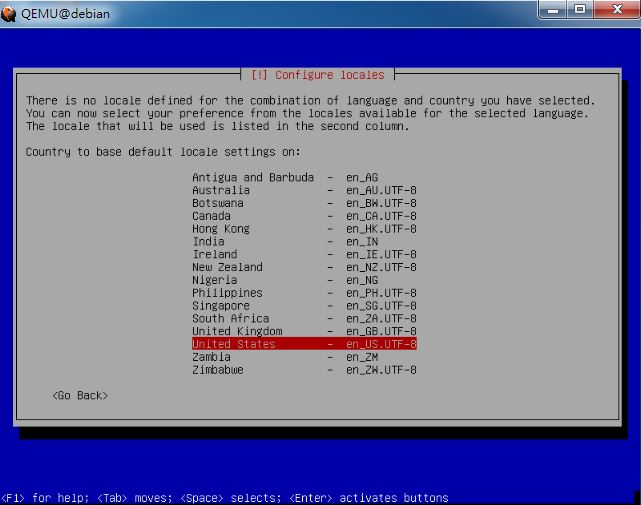 QEMU@debian
[!] Configure locales
There is no locale defined for the combination of language and country you have selected.
You can now select your preference from the locales available for the selected language.
The locale that will be used is listed in the second column.
Country to base default locale settings on:
Antigua and Barbuda - en_AG
Australia - en_AU.UTF-8
Botswana - en_BW.UTF-8
Canada - en_CA.UTF-8
Hong Kong - en_HK.UTF-8
India - en_IN
Ireland - en_IE.UTF-8
New Zealand - en_NZ.UTF-8
Nigeria - en_NG
Philippines - en_PH.UTF-8
Singapore - en_SG.UTF-8
South Africa - en_ZA.UTF-8
United Kingdom - en_GB.UTF-8
United States - en_US.UTF-8
Zambia - en_ZM
Zimbabwe - en_ZW.UTF-8
<Go Back>
<F1> for help; <Tab> moves; <Space> selects; <Enter> activates buttons